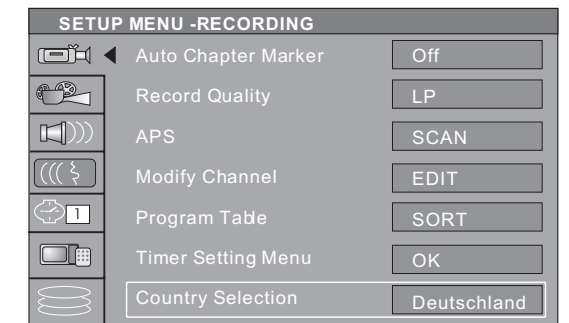 SETUP MENU -RECORDING
Auto Chapter Marker Off
Record Quality LP
APS SCAN
Modify Channel EDIT
1
Program Table SORT
Timer Setting Menu OK
Country Selection Deutschland